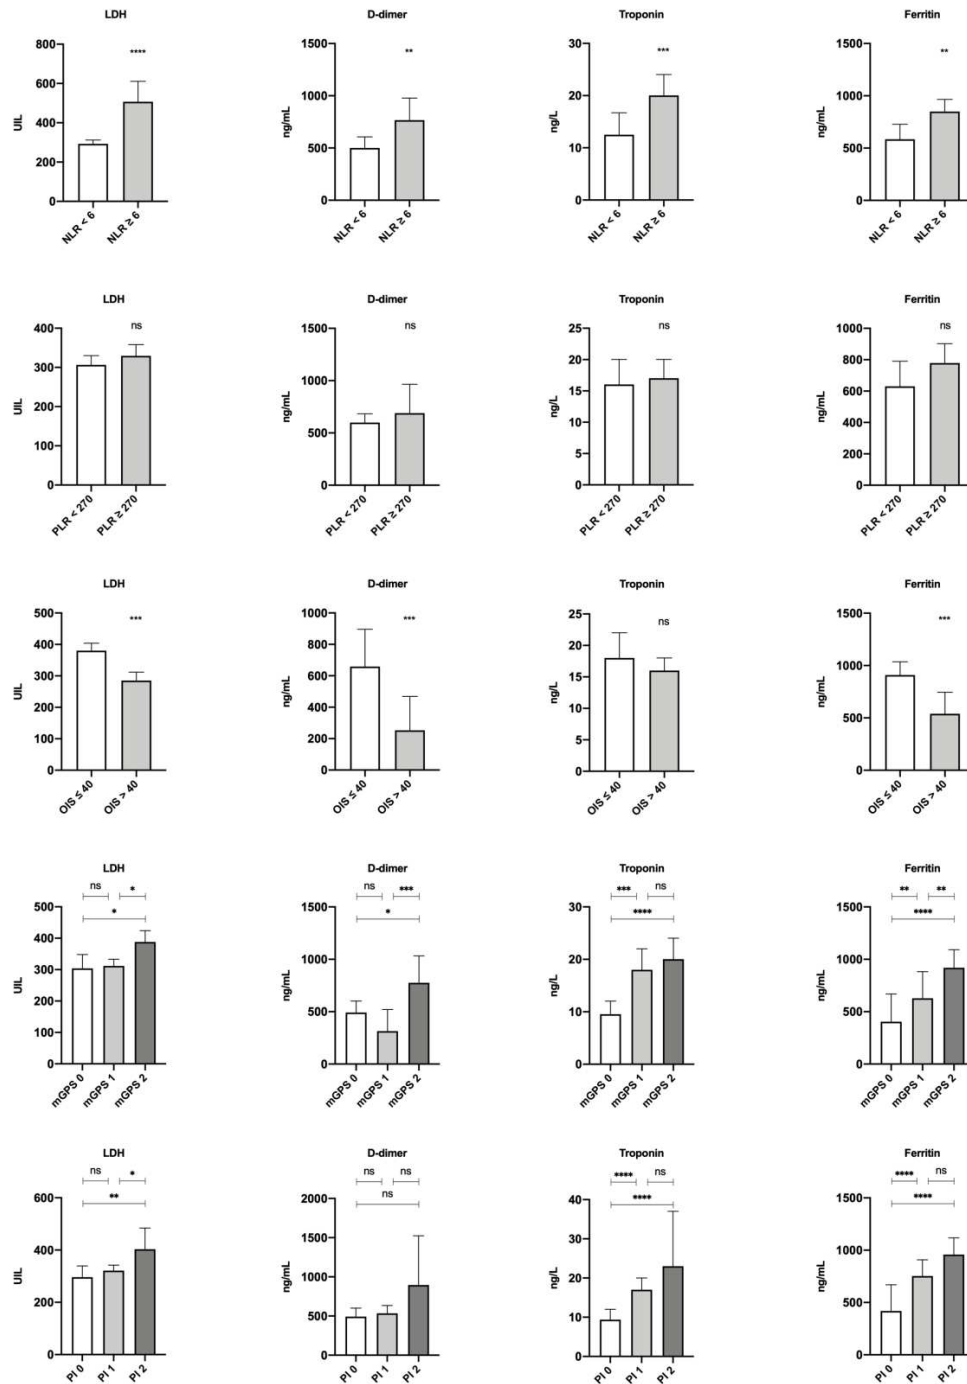 LDH
****
800
600
400
200
0
UIL
NLR < 6
NLR ≥ 6
D-dimer
**
1500
1000
500
0
ng/mL
NLR < 6
NLR ≥ 6
Troponin
***
30
20
10
0
ng/L
NLR < 6
NLR ≥ 6
Ferritin
**
1500
1000
500
0
ng/mL
NLR < 6
NLR ≥ 6
LDH
ns
400
300
200
100
0
UIL
PLR < 270
PLR ≥ 270
D-dimer
ns
1500
1000
500
0
ng/mL
PLR < 270
PLR ≥ 270
Troponin
ns
25
20
15
10
5
0
ng/L
PLR < 270
PLR ≥ 270
Ferritin
ns
1000
800
600
400
200
0
ng/mL
PLR < 270
PLR ≥ 270
LDH
***
500
400
300
200
100
0
UIL
OIS ≤ 40
OIS > 40
D-dimer
***
1000
800
600
400
200
0
ng/mL
OIS ≤ 40
OIS > 40
Troponin
ns
25
20
15
10
5
0
ng/L
OIS ≤ 40
OIS > 40
Ferritin
***
1500
1000
500
0
ng/mL
OIS ≤ 40
OIS > 40
LDH
ns *
*
500
400
300
200
100
0
UIL
mGPS 0
mGPS 1
mGPS 2
D-dimer
ns ***
*
1500
1000
500
0
ng/mL
mGPS 0
mGPS 1
mGPS 2
Troponin
*** ns
****
30
20
10
0
ng/L
mGPS 0
mGPS 1
mGPS 2
Ferritin
** **
****
1500
1000
500
0
ng/mL
mGPS 0
mGPS 1
mGPS 2
LDH
ns *
**
600
400
200
0
UIL
PI 0
PI 1
PI 2
D-dimer
ns ns
ns
2000
1500
1000
500
0
ng/mL
PI 0
PI 1
PI 2
Troponin
**** ns
****
40
30
20
10
0
ng/L
PI 0
PI 1
PI 2
Ferritin
**** ns
****
1500
1000
500
0
ng/mL
PI 0
PI 1
PI 2